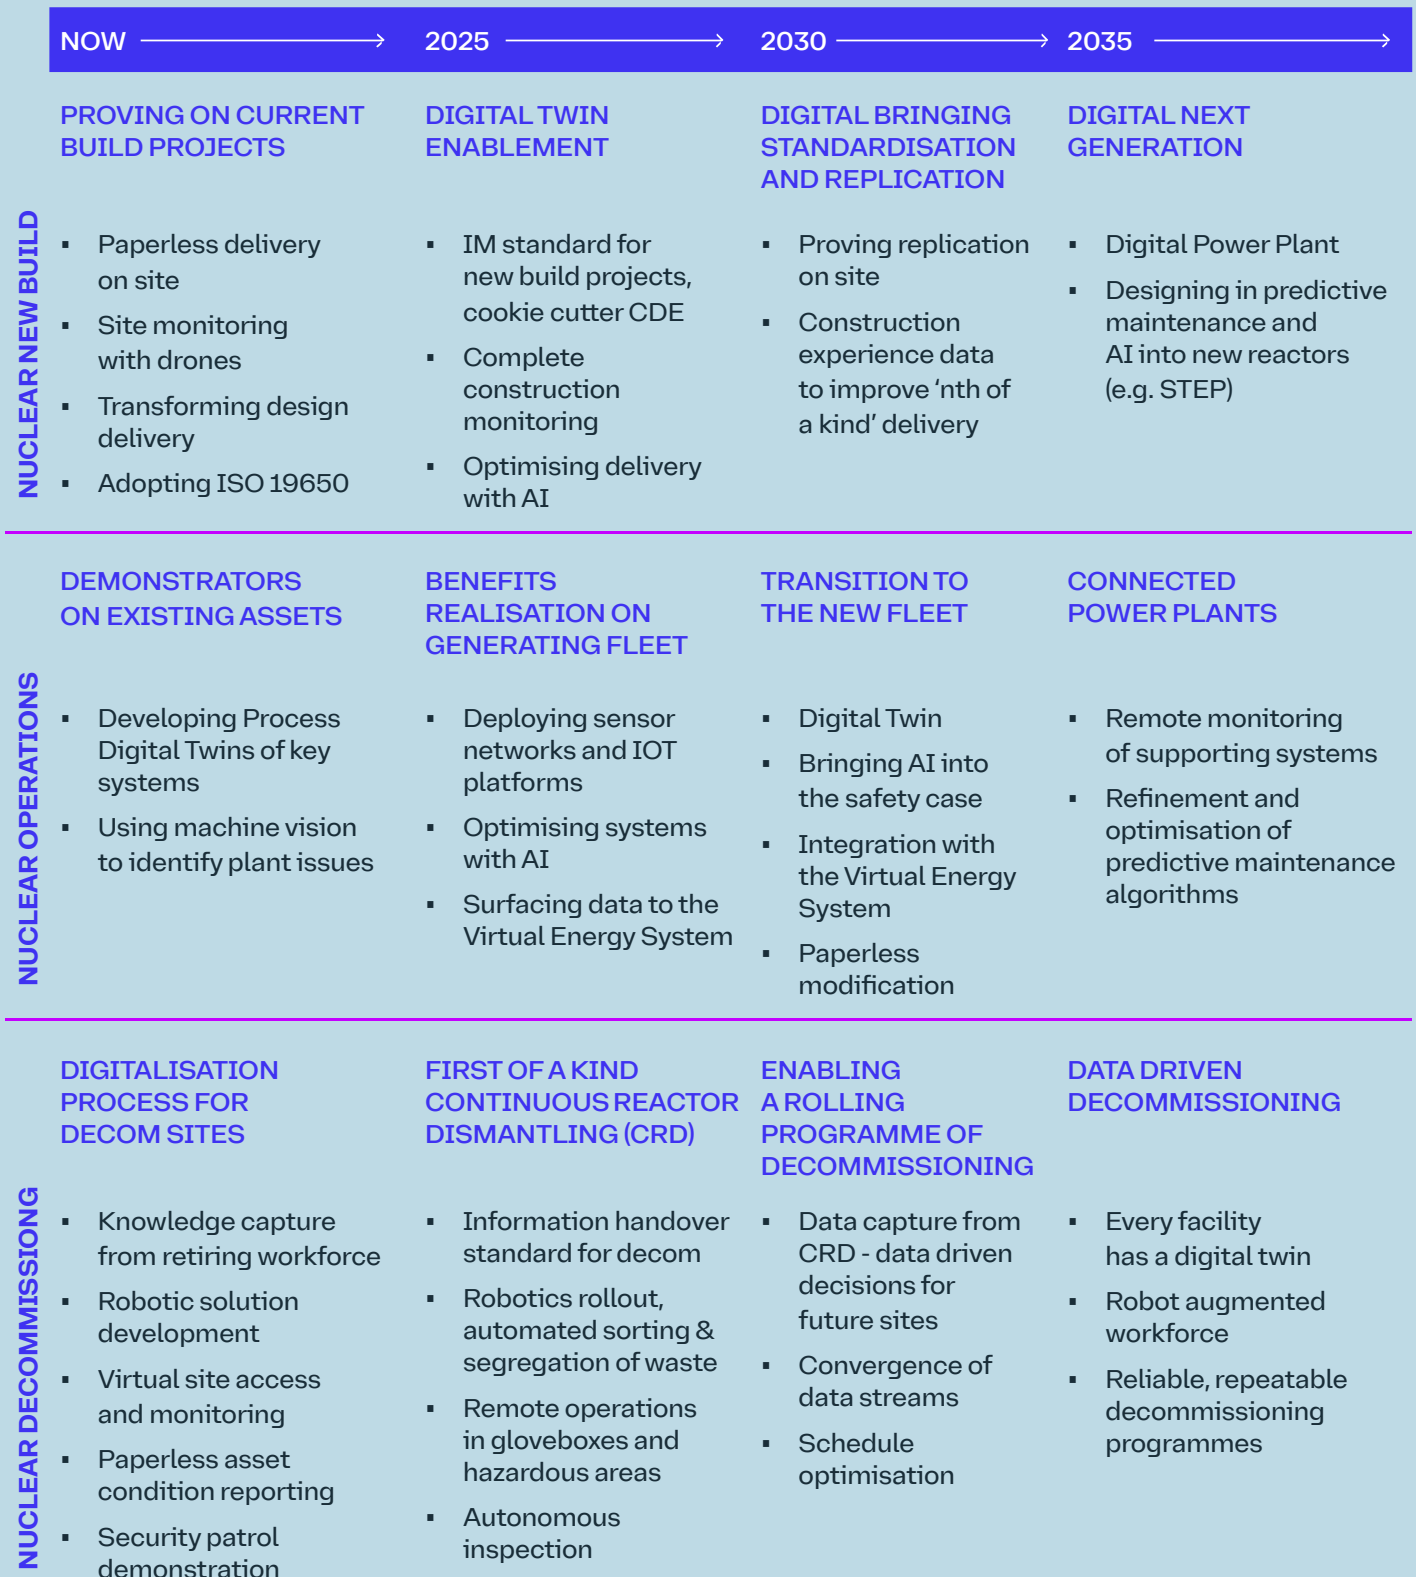 NOW
2025
2030
2035
NUCLEAR NEW BUILD
PROVING ON CURRENT
BUILD PROJECTS
▪ Paperless delivery
on site
▪ Site monitoring
with drones
▪ Transforming design
delivery
▪ Adopting ISO 19650
DIGITAL TWIN
ENABLEMENT
▪ IM standard for
new build projects,
cookie cutter CDE
▪ Complete
construction
monitoring
▪ Optimising delivery
with AI
DIGITAL BRINGING
STANDARDISATION
AND REPLICATION
▪ Proving replication
on site
▪ Construction
experience data
to improve ‘nth of
a kind’ delivery
DIGITAL NEXT
GENERATION
▪ Digital Power Plant
▪ Designing in predictive
maintenance and
AI into new reactors
(e.g. STEP)
NUCLEAR OPERATIONS
DEMONSTRATORS
ON EXISTING ASSETS
▪ Developing Process
Digital Twins of key
systems
▪ Using machine vision
to identify plant issues
BENEFITS
REALISATION ON
GENERATING FLEET
▪ Deploying sensor
networks and IOT
platforms
▪ Optimising systems
with AI
▪ Surfacing data to the
Virtual Energy System
TRANSITION TO
THE NEW FLEET
▪ Digital Twin
▪ Bringing AI into
the safety case
▪ Integration with
the Virtual Energy
System
▪ Paperless
modification
CONNECTED
POWER PLANTS
▪ Remote monitoring
of supporting systems
▪ Refinement and
optimisation of
predictive maintenance
algorithms
NUCLEAR DECOMMISSIONG
DIGITALISATION
PROCESS FOR
DECOM SITES
▪ Knowledge capture
from retiring workforce
▪ Robotic solution
development
▪ Virtual site access
and monitoring
▪ Paperless asset
condition reporting
▪ Security patrol
demonstration
FIRST OF A KIND
CONTINUOUS REACTOR
DISMANTLING (CRD)
▪ Information handover
standard for decom
▪ Robotics rollout,
automated sorting &
segregation of waste
▪ Remote operations
in gloveboxes and
hazardous areas
▪ Autonomous
inspection
ENABLING
A ROLLING
PROGRAMME OF
DECOMMISSIONING
▪ Data capture from
CRD - data driven
decisions for
future sites
▪ Convergence of
data streams
▪ Schedule
optimisation
DATA DRIVEN
DECOMMISSIONING
▪ Every facility
has a digital twin
▪ Robot augmented
workforce
▪ Reliable, repeatable
decommissioning
programmes